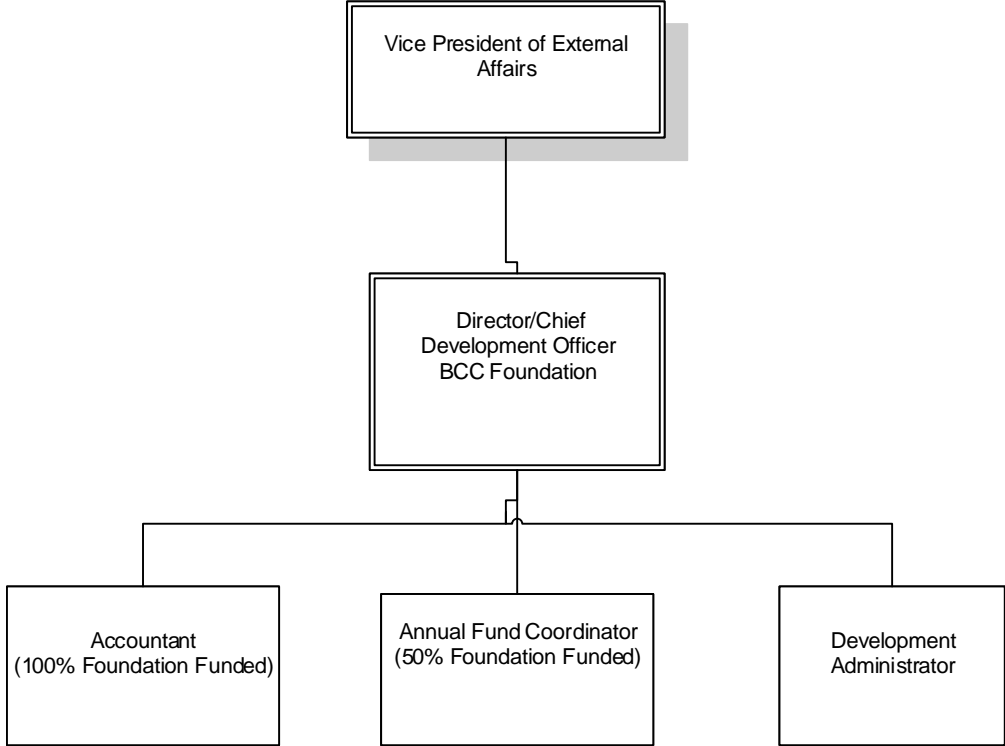 Vice President of External
Affairs
Director/Chief
Development Officer
BCC Foundation
Accountant
(100% Foundation Funded)
Annual Fund Coordinator
(50% Foundation Funded)
Development
Administrator